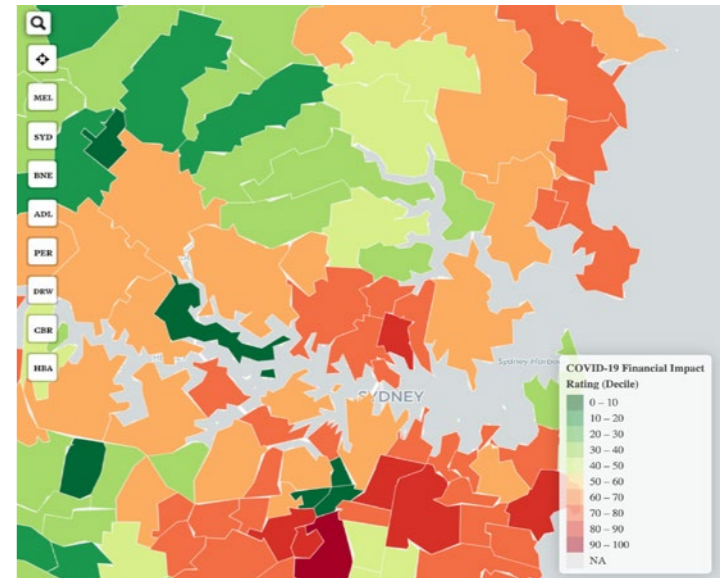 MEL
SYD
BNE
ADL
PER
DRW
CBR
HBA
SYDNEY
Sydney Harbou
COVID-19 Financial Impact
Rating (Decile)
0 – 10
10 – 20
20 – 30
30 – 40
40 – 50
50 – 60
60 – 70
70 – 80
80 – 90
90 – 100
NA